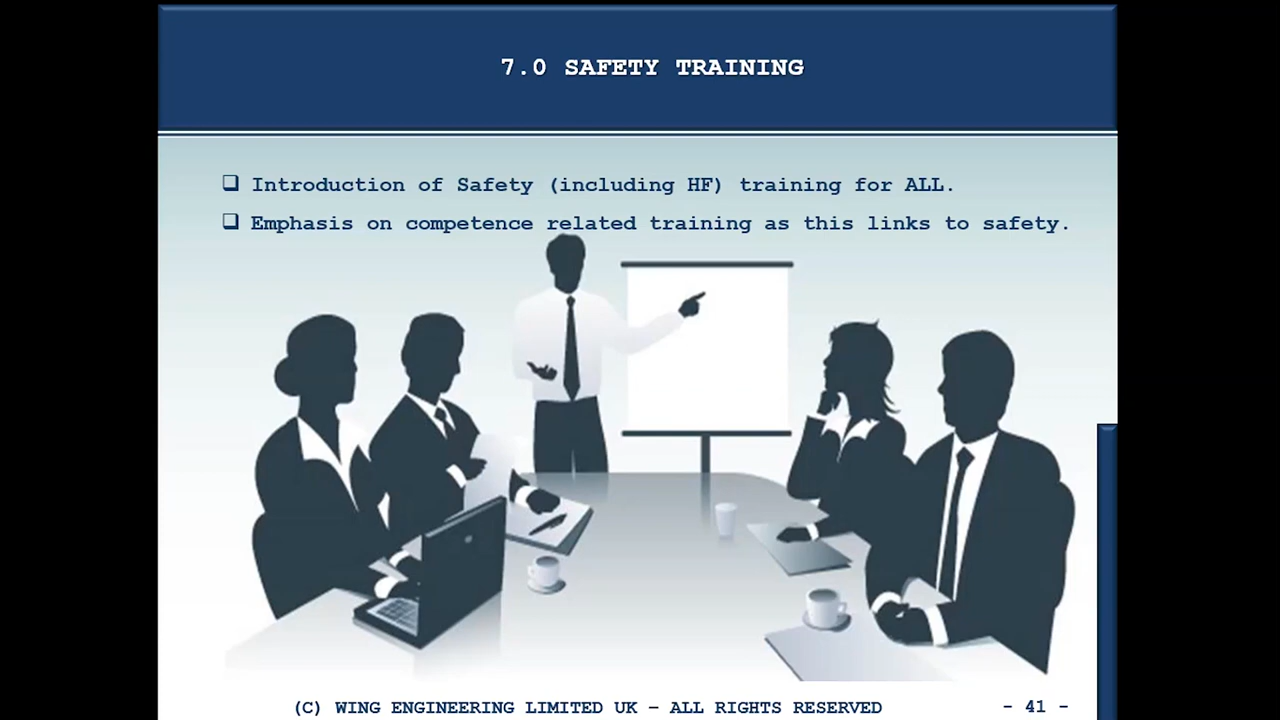 7.0 SAFETY TRAINING
❑ Introduction of Safety (including HF) training for ALL.
❑ Emphasis on competence related training as this links to safety.
(C) WING ENGINEERING LIMITED UK – ALL RIGHTS RESERVED
- 41 -